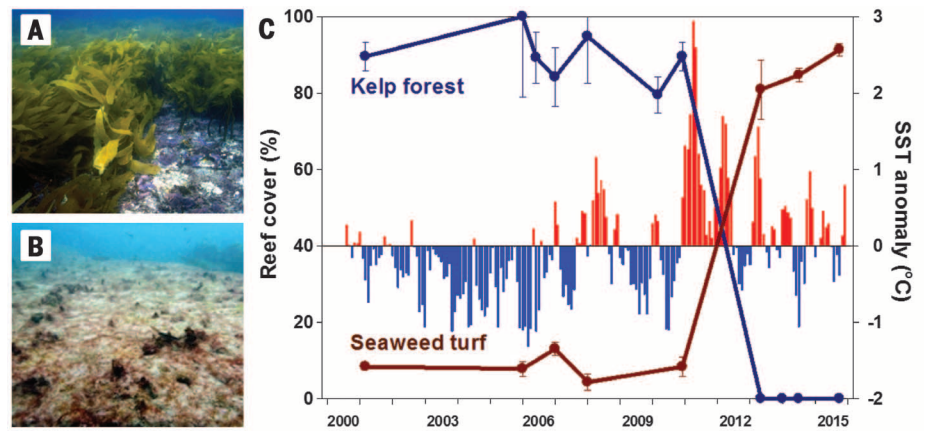 A
B
C
100
80
60
40
20
0
Reef cover (%)
Kelp forest
Seaweed turf
3
2
1
0
-1
-2
SST anomaly (°C)
2000 2003 2006 2009 2012 2015